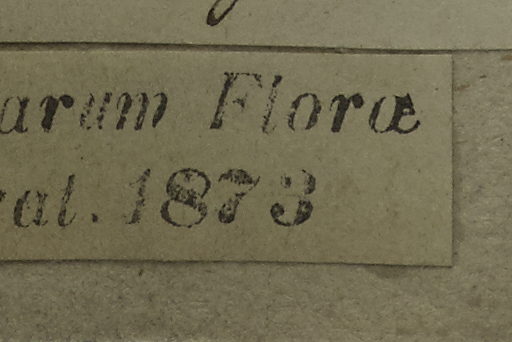 arum Floræ
al. 1873